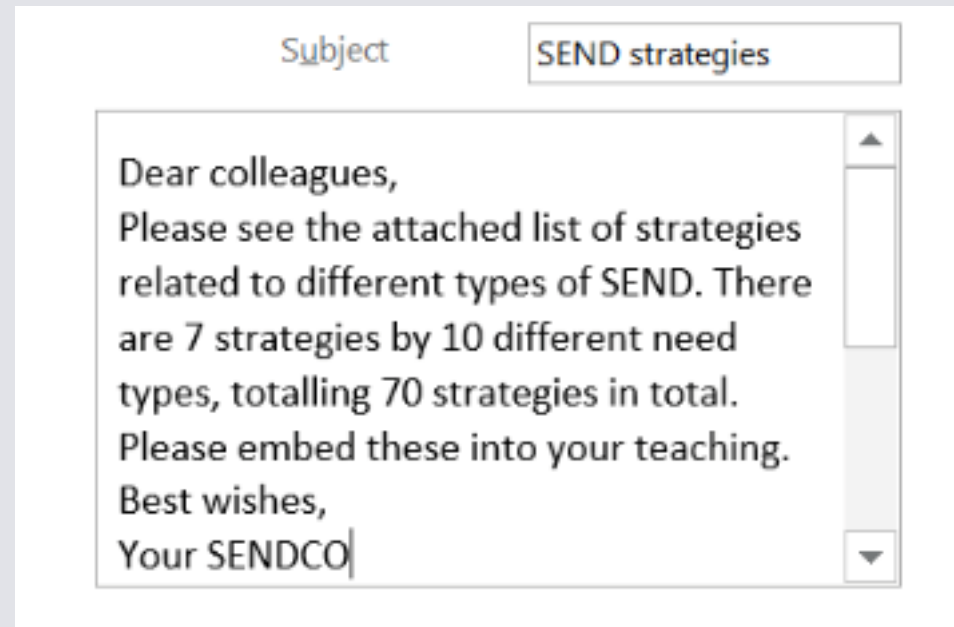 Subject SEND strategies
Dear colleagues,
Please see the attached list of strategies
related to different types of SEND. There
are 7 strategies by 10 different need
types, totalling 70 strategies in total.
Please embed these into your teaching.
Best wishes,
Your SENDCO